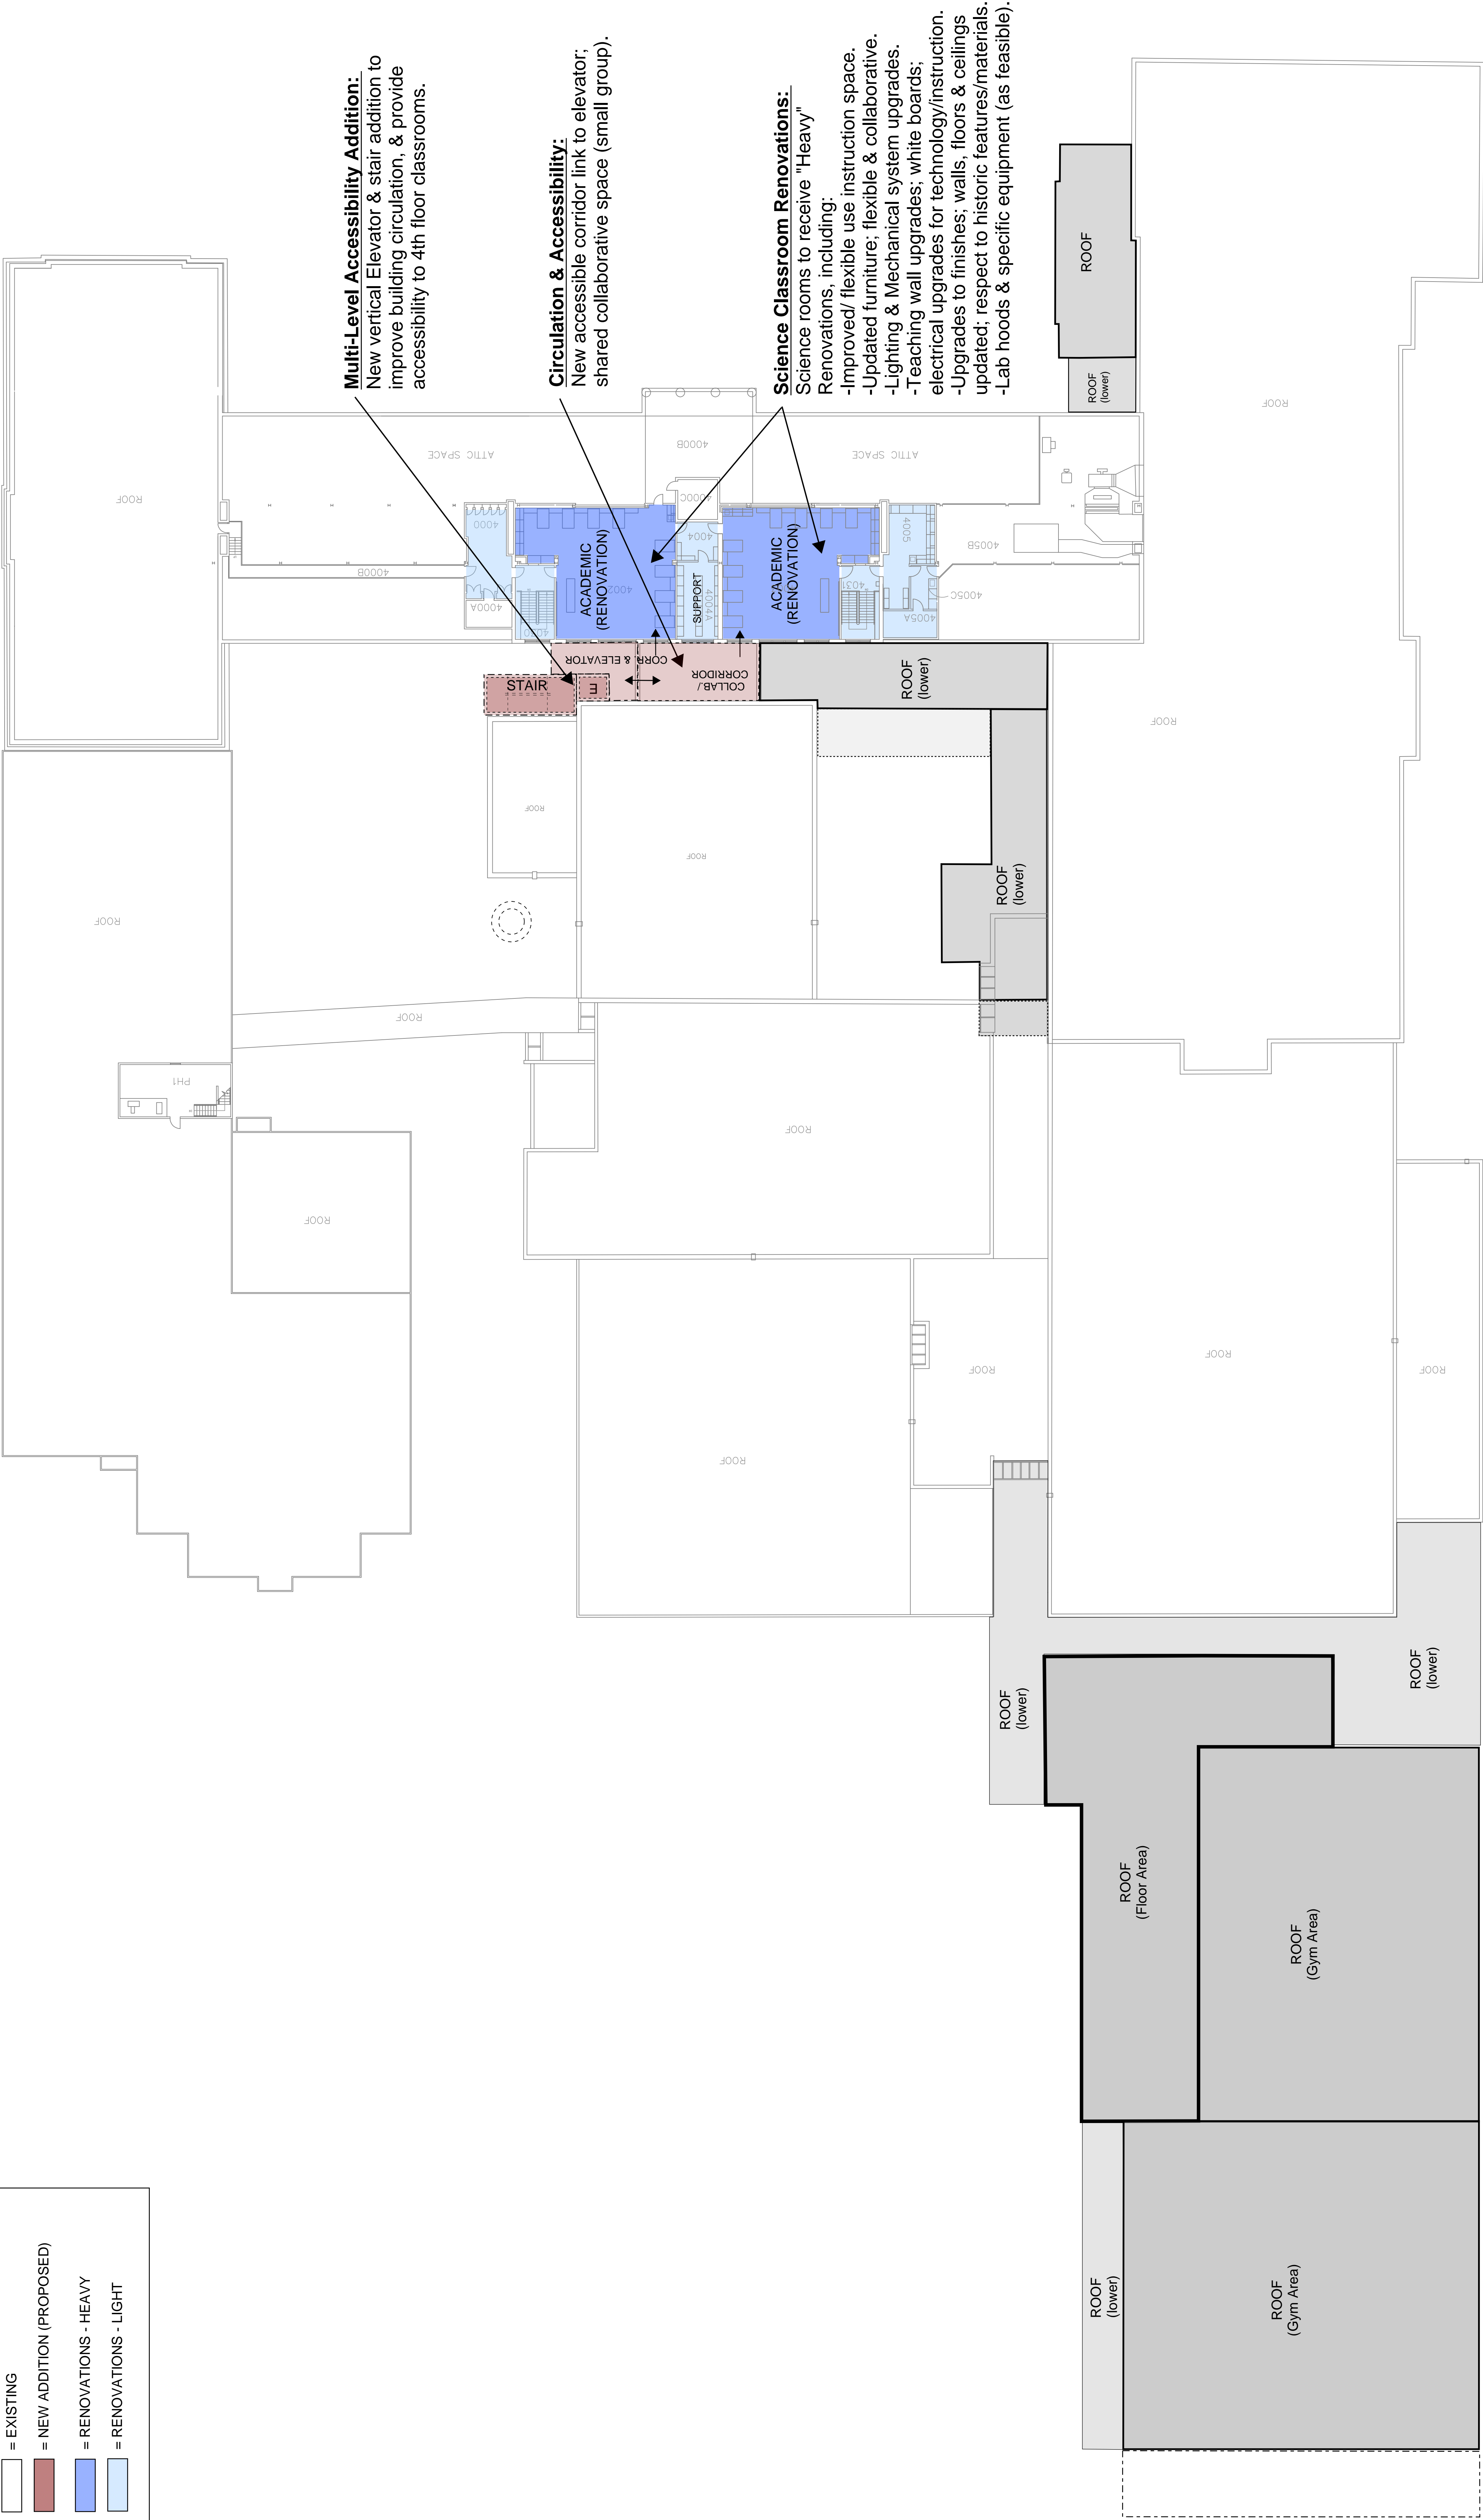 Multi-Level Accessibility Addition:
New vertical Elevator & stair addition to
improve building circulation, & provide
accessibility to 4th floor classrooms.
Circulation & Accessibility:
New accessible corridor link to elevator;
shared collaborative space (small group).
Science Classroom Renovations:
Science rooms to receive "Heavy"
Renovations, including:
-Improved/ flexible use instruction space.
-Updated furniture; flexible & collaborative.
-Lighting & Mechanical system upgrades.
-Teaching wall upgrades; white boards;
electrical upgrades for technology/instruction.
-Upgrades to finishes; walls, floors & ceilings
updated; respect to historic features/materials.
-Lab hoods & specific equipment (as feasible).
ROOF
ROOF
(lower)
ROOF
ROOF
ATTIC SPACE
4000B
ATTIC SPACE
4000C
4000
4000B
4000A
ACADEMIC
(RENOVATION)
4002
4004
SUPPORT
4004A
ACADEMIC
(RENOVATION)
4031
4005
4005A
4005B
4005C
CORR. & ELEVATOR
COLLAB./
CORRIDOR
STAIR
E
ROOF
(lower)
ROOF
ROOF
ROOF
ROOF
(lower)
ROOF
ROOF
PH1
ROOF
ROOF
ROOF
ROOF
ROOF
ROOF
ROOF
ROOF
(lower)
ROOF
(lower)
ROOF
(Floor Area)
ROOF
(Gym Area)
ROOF
(lower)
ROOF
(Gym Area)
= EXISTING
= NEW ADDITION (PROPOSED)
= RENOVATIONS - HEAVY
= RENOVATIONS - LIGHT